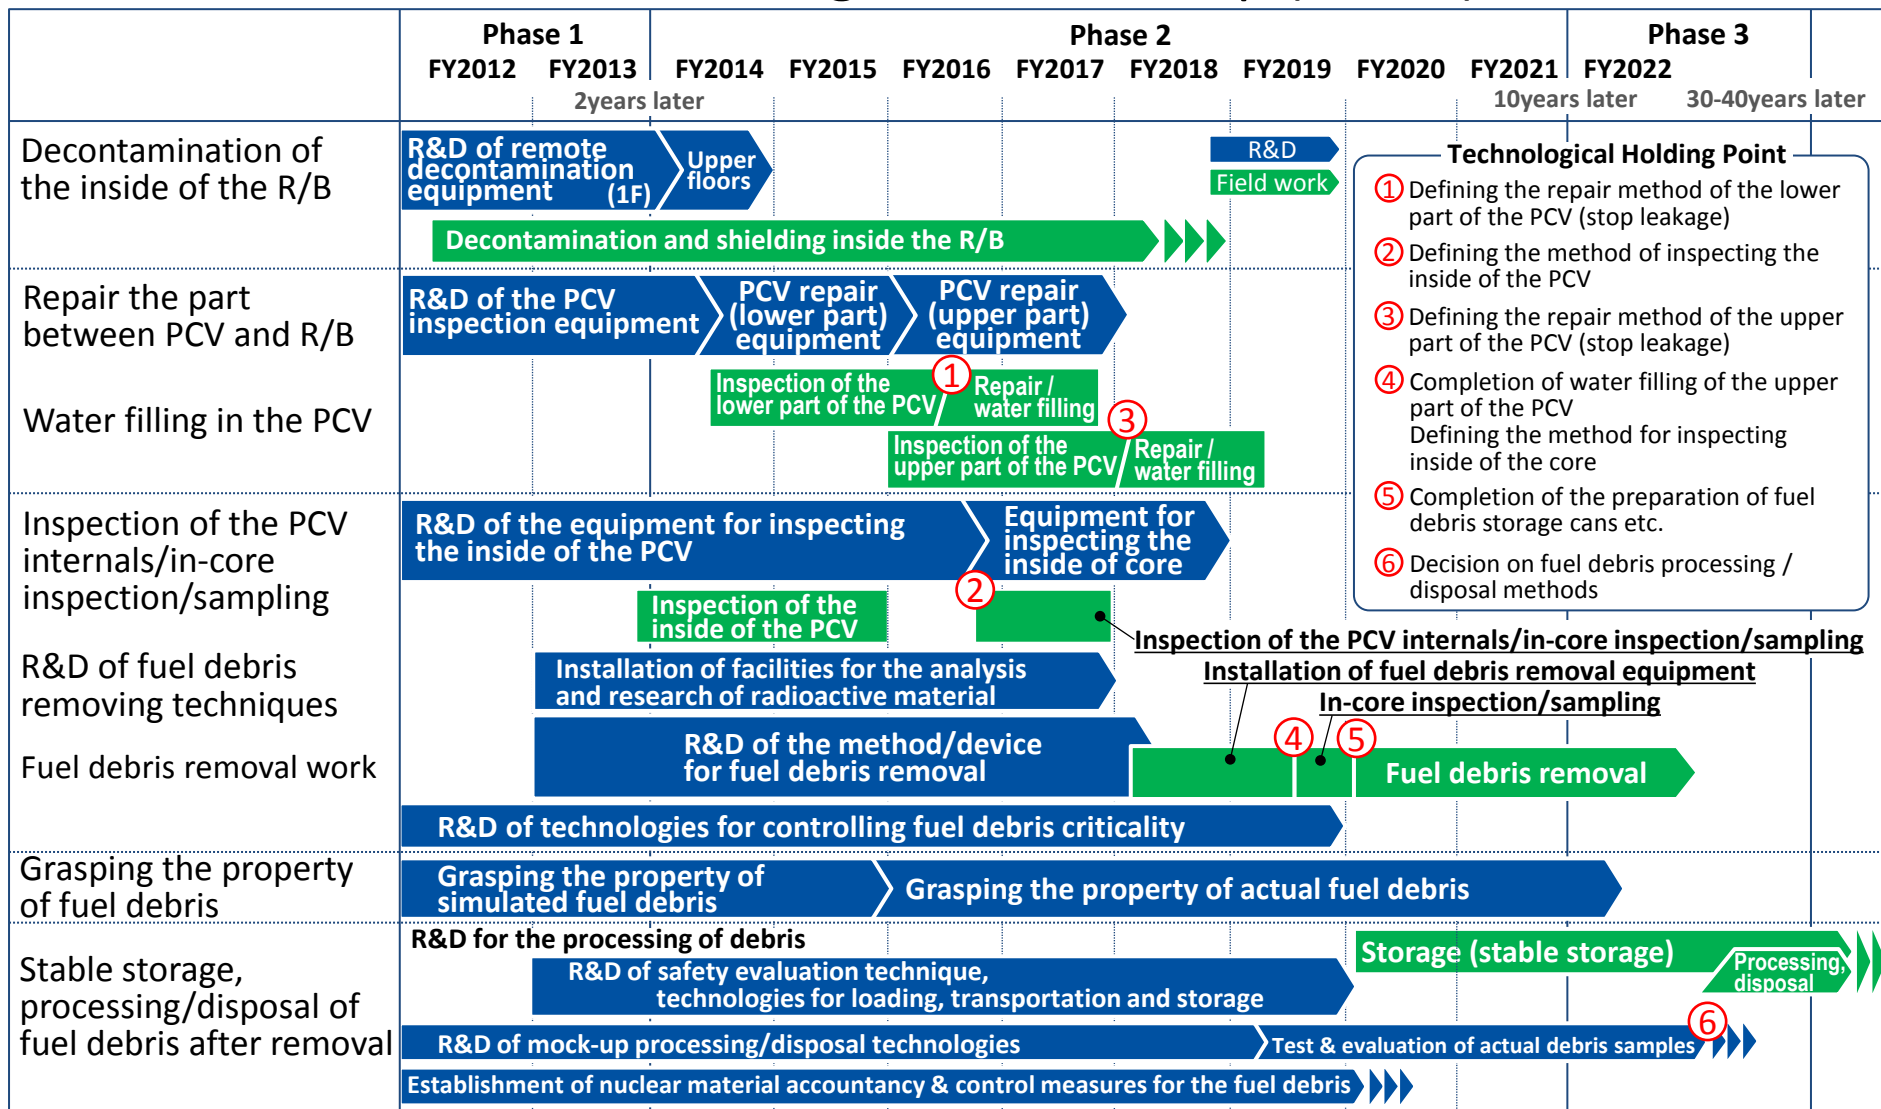 Phase 1
Phase 2
Phase 3
FY2012
FY2013
FY2014
FY2015
FY2016
FY2017
FY2018
FY2019
FY2020
FY2021
FY2022
2years later
10years later
30-40years later
Decontamination of
the inside of the R/B
R&D of remote
decontamination
equipment
(1F)
Upper
floors
R&D
Field work
Decontamination and shielding inside the R/B
Technological Holding Point
① Defining the repair method of the lower
part of the PCV (stop leakage)
② Defining the method of inspecting the
inside of the PCV
③ Defining the repair method of the upper
part of the PCV (stop leakage)
④ Completion of water filling of the upper
part of the PCV
Defining the method for inspecting
inside of the core
⑤ Completion of the preparation of fuel
debris storage cans etc.
⑥ Decision on fuel debris processing /
disposal methods
Repair the part
between PCV and R/B
R&D of the PCV
inspection equipment
PCV repair
(lower part)
equipment
PCV repair
(upper part)
equipment
Water filling in the PCV
Inspection of the
lower part of the PCV
①
Repair /
water filling
Inspection of the
upper part of the PCV
③
Repair /
water filling
Inspection of the PCV
internals/in-core
inspection/sampling
R&D of the equipment for inspecting
the inside of the PCV
Equipment for
inspecting the
inside of core
Inspection of the
inside of the PCV
②
Inspection of the PCV internals/in-core inspection/sampling
Installation of fuel debris removal equipment
In-core inspection/sampling
R&D of fuel debris
removing techniques
Installation of facilities for the analysis
and research of radioactive material
Fuel debris removal work
R&D of the method/device
for fuel debris removal
④
⑤
Fuel debris removal
R&D of technologies for controlling fuel debris criticality
Grasping the property
of fuel debris
Grasping the property of
simulated fuel debris
Grasping the property of actual fuel debris
Stable storage,
processing/disposal of
fuel debris after removal
R&D for the processing of debris
R&D of safety evaluation technique,
technologies for loading, transportation and storage
Storage (stable storage)
Processing,
disposal
R&D of mock-up processing/disposal technologies
Test & evaluation of actual debris samples
⑥
Establishment of nuclear material accountancy & control measures for the fuel debris